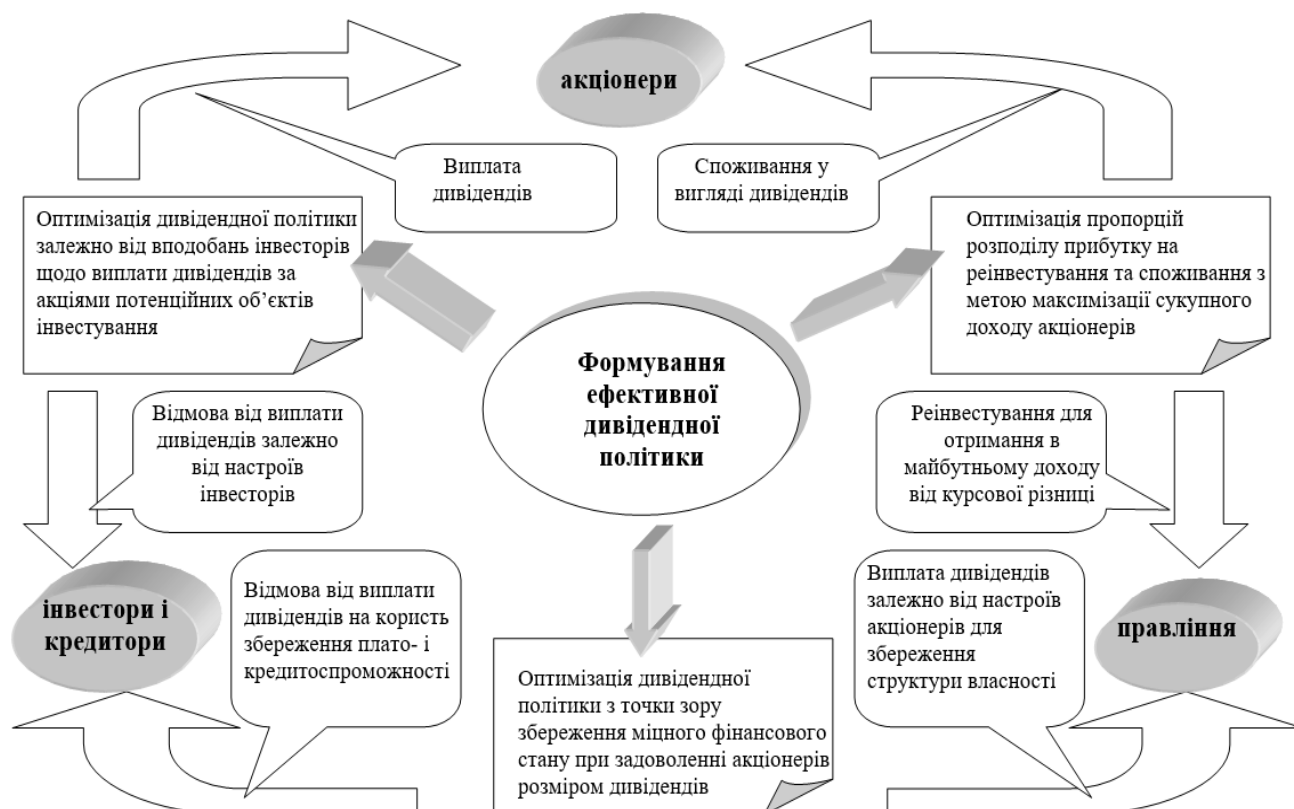 акціонери
Виплата
дивідендів
Споживання у
вигляді дивідендів
Оптимізація дивідендної політики
залежно від вподобань інвесторів
щодо виплати дивідендів за
акціями потенційних об’єктів
інвестування
Оптимізація пропорцій
розподілу прибутку на
реінвестування та споживання з
метою максимізації сукупного
доходу акціонерів
Формування
ефективної
дивідендної
політики
Відмова від виплати
дивідендів залежно
від настроїв
інвесторів
Реінвестування для
отримання в
майбутньому доходу
від курсової різниці
інвестори і
кредитори
Відмова від виплати
дивідендів на користь
збереження плато- і
кредитоспроможності
Оптимізація дивідендної
політики з точки зору
збереження міцного фінансового
стану при задоволенні акціонерів
розміром дивідендів
Виплата дивідендів
залежно від настроїв
акціонерів для
збереження
структури власності
правління